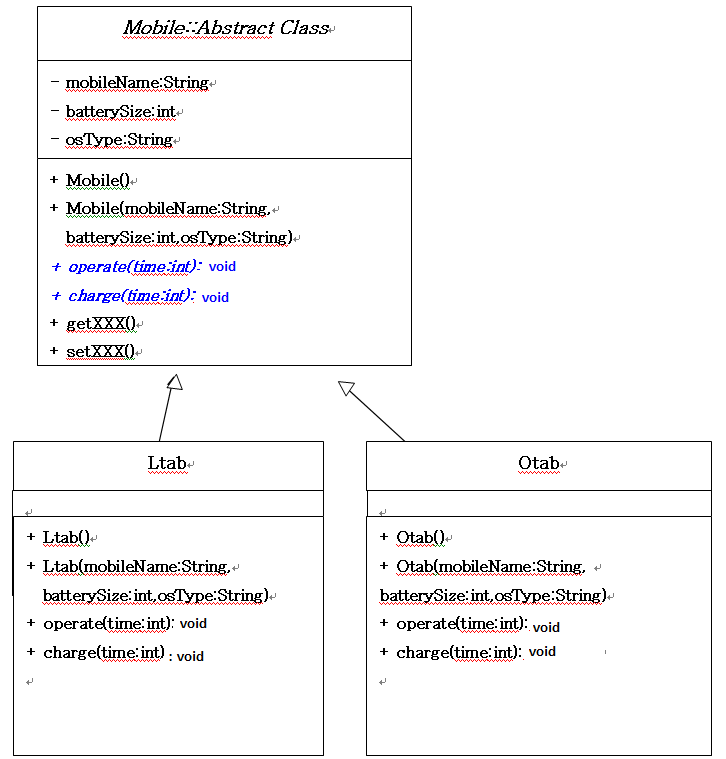 Mobile::Abstract Class
- mobileName:String
- batterySize:int
- osType:String
+ Mobile()
+ Mobile(mobileName:String,
batterySize:int,osType:String)
+ operate(time:int): void
+ charge(time:int): void
+ getXXX()
+ setXXX()
Ltab
+ Ltab()
+ Ltab(mobileName:String,
batterySize:int,osType:String)
+ operate(time:int): void
+ charge(time:int) : void
Otab
+ Otab()
+ Otab(mobileName:String,
batterySize:int,osType:String)
+ operate(time:int): void
+ charge(time:int): void